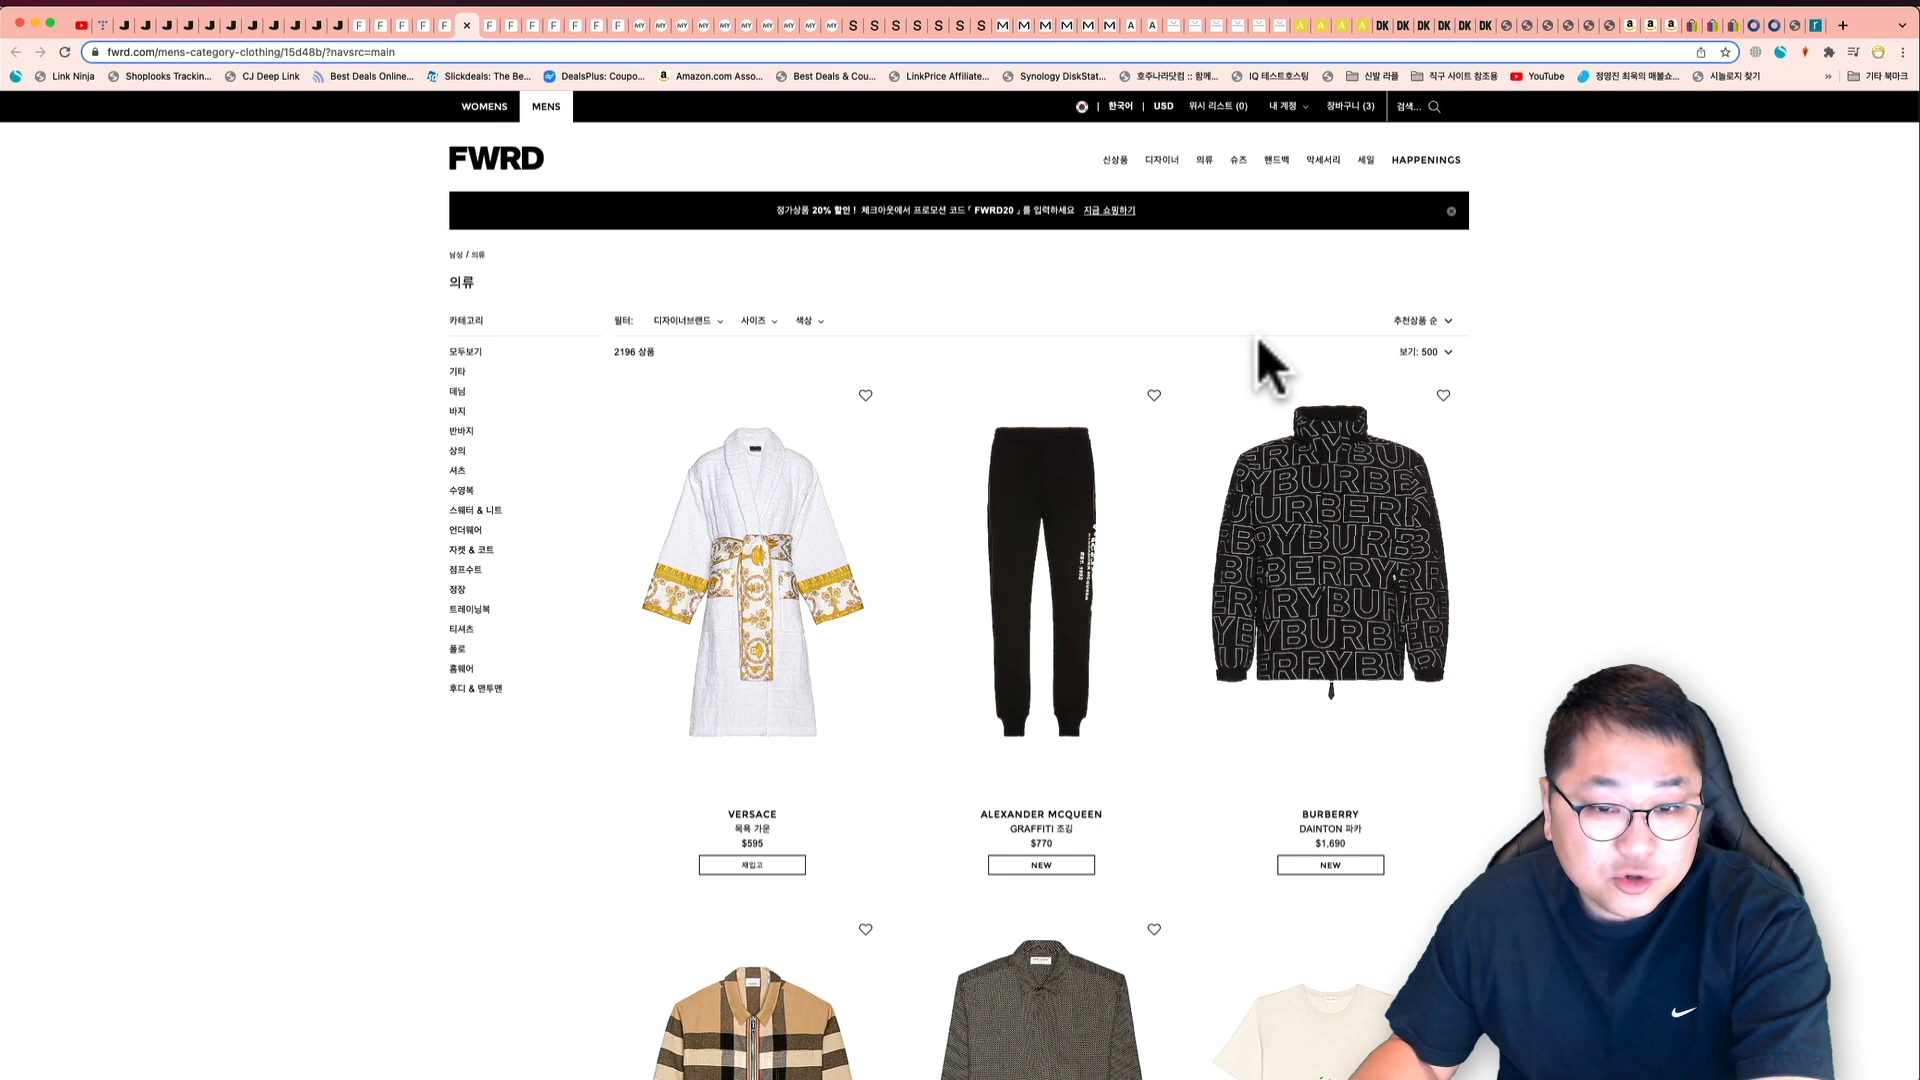 fwrd.com/mens-category-clothing/15d48b/?navsrc=main
Link Ninja
Shoplooks Trackin...
CJ Deep Link
Best Deals Online...
Slickdeals: The Be...
DealsPlus: Coupo...
Amazon.com Asso...
Best Deals & Cou...
LinkPrice Affiliate...
Synology DiskStat...
호주나라닷컴 :: 함께...
IQ 테스트호스팅
신발 라플
직구 사이트 참조용
YouTube
정영진 최욱의 매불쇼...
시놀로지 찾기
기타 북마크
WOMENS
MENS
한국어
USD
위시 리스트 (0)
내 계정
장바구니 (3)
검색...
FWRD
신상품
디자이너
의류
슈즈
핸드백
악세서리
세일
HAPPENINGS
정가상품 20% 할인 ! 체크아웃에서 프로모션 코드「 FWRD20 」를 입력하세요 지금 쇼핑하기
남성 / 의류
의류
카테고리
필터:
디자이너브랜드
사이즈
색상
추천상품 순
모두보기
2196 상품
보기: 500
기타
데님
바지
반바지
상의
셔츠
수영복
스웨터 & 니트
언더웨어
자켓 & 코트
점프수트
정장
트레이닝복
티셔츠
폴로
홈웨어
후디 & 맨투맨
VERSACE
목욕 가운
$595
재입고
ALEXANDER MCQUEEN
GRAFFITI 조깅
$770
NEW
BURBERRY
DAINTON 파카
$1,690
NEW